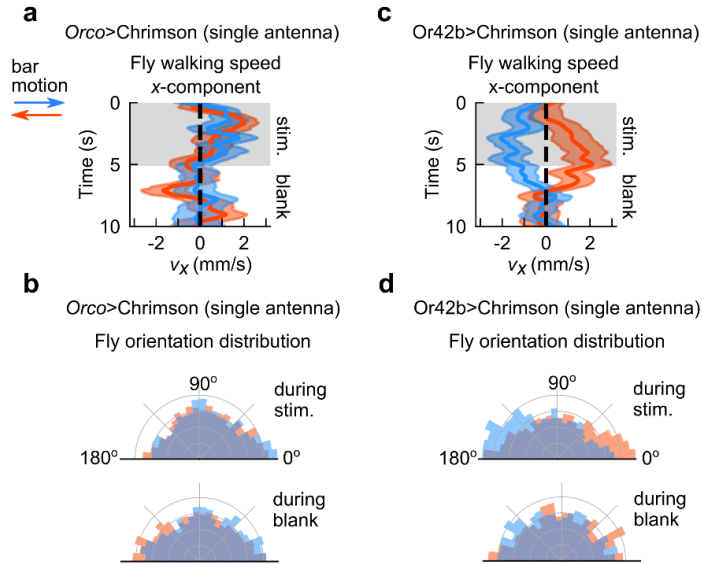 a
Orco>Chrimson (single antenna)
bar
motion
Fly walking speed
x-component
0
5
10
Time (s)
stim.
blank
-2
0
2
vx (mm/s)
c
Or42b>Chrimson (single antenna)
Fly walking speed
x-component
0
5
10
Time (s)
stim.
blank
-2
0
2
vx (mm/s)
b
Orco>Chrimson (single antenna)
Fly orientation distribution
90o
during
stim.
180o
0o
during
blank
d
Or42b>Chrimson (single antenna)
Fly orientation distribution
90o
during
stim.
180o
0o
during
blank